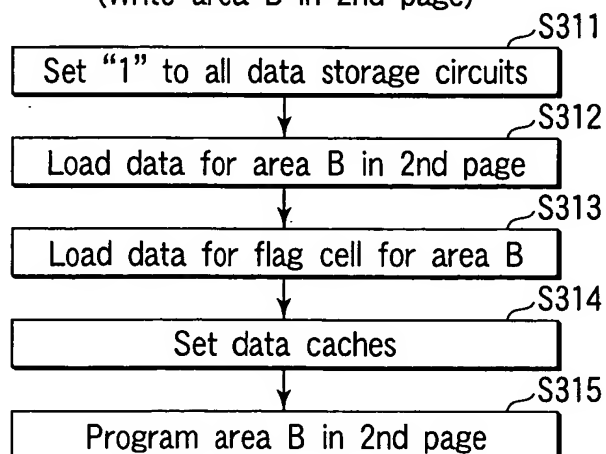 (Write area B in 2nd page)
S311
Set "1" to all data storage circuits
S312
Load data for area B in 2nd page
S313
Load data for flag cell for area B
S314
Set data caches
S315
Program area B in 2nd page